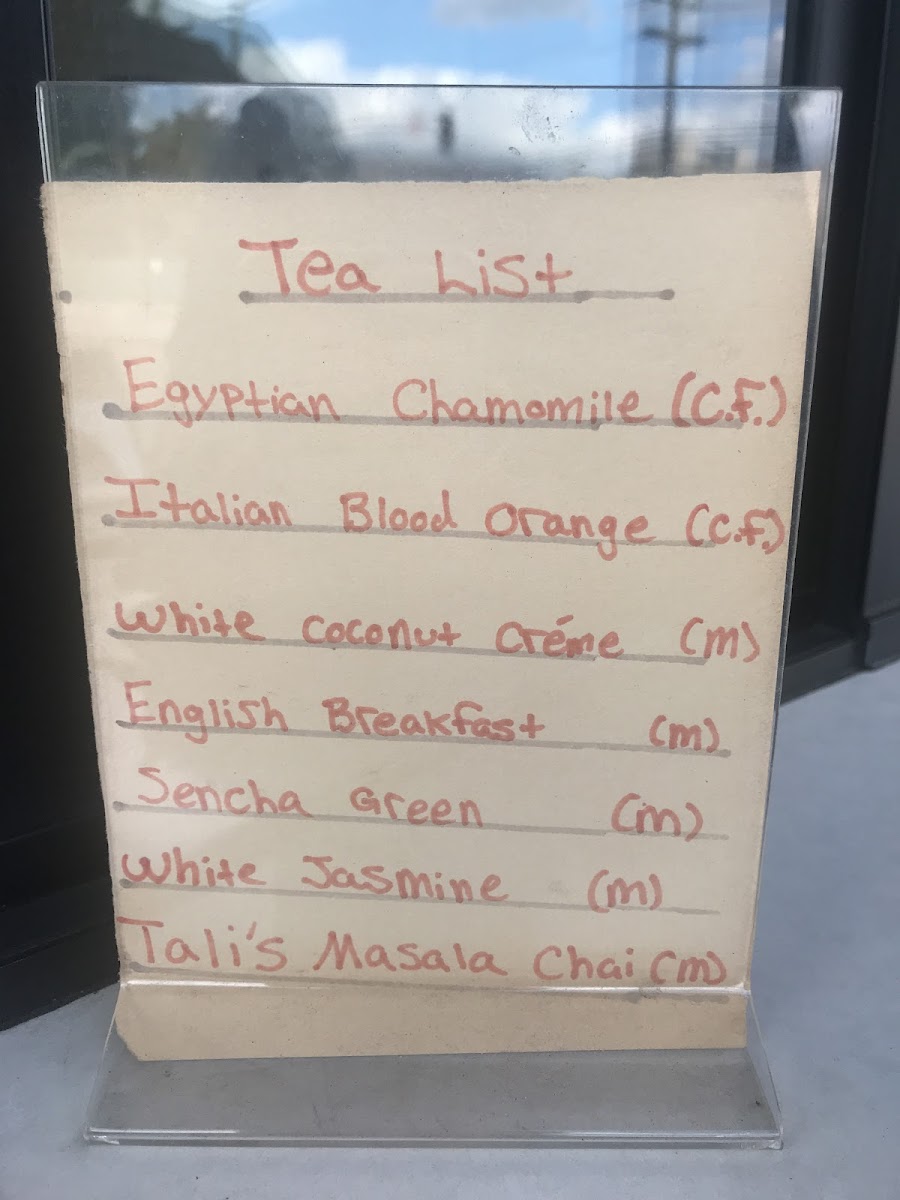 Tea List
Egyptian Chamomile (C.F.)
Italian Blood Orange (C.F.)
White Coconut Créme (m)
English Breakfast (m)
Sencha Green (m)
White Jasmine (m)
Tali's Masala Chai (m)